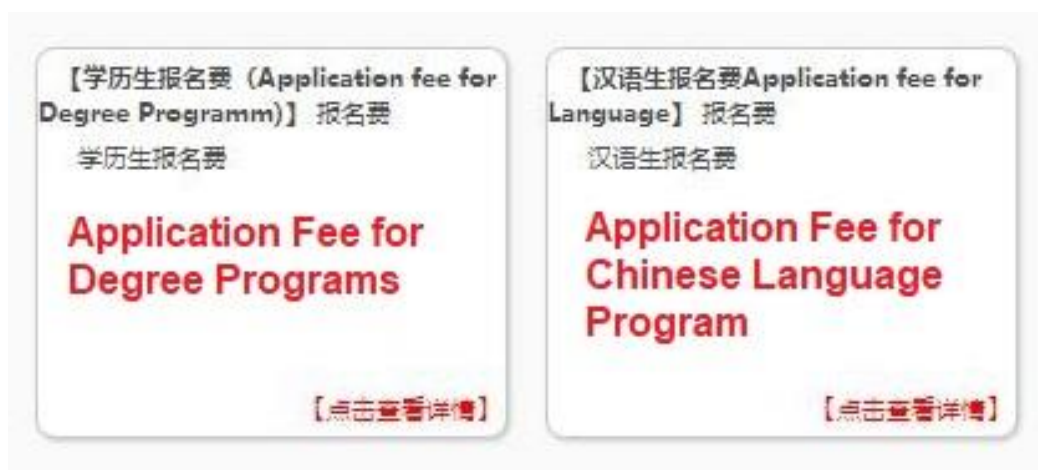 【学历生报名费（Application fee for
Degree Programm)】报名费
学历生报名费
Application Fee for
Degree Programs
【点击查看详情】
【汉语生报名费Application fee for
Language】报名费
汉语生报名费
Application Fee for
Chinese Language
Program
【点击查看详情】